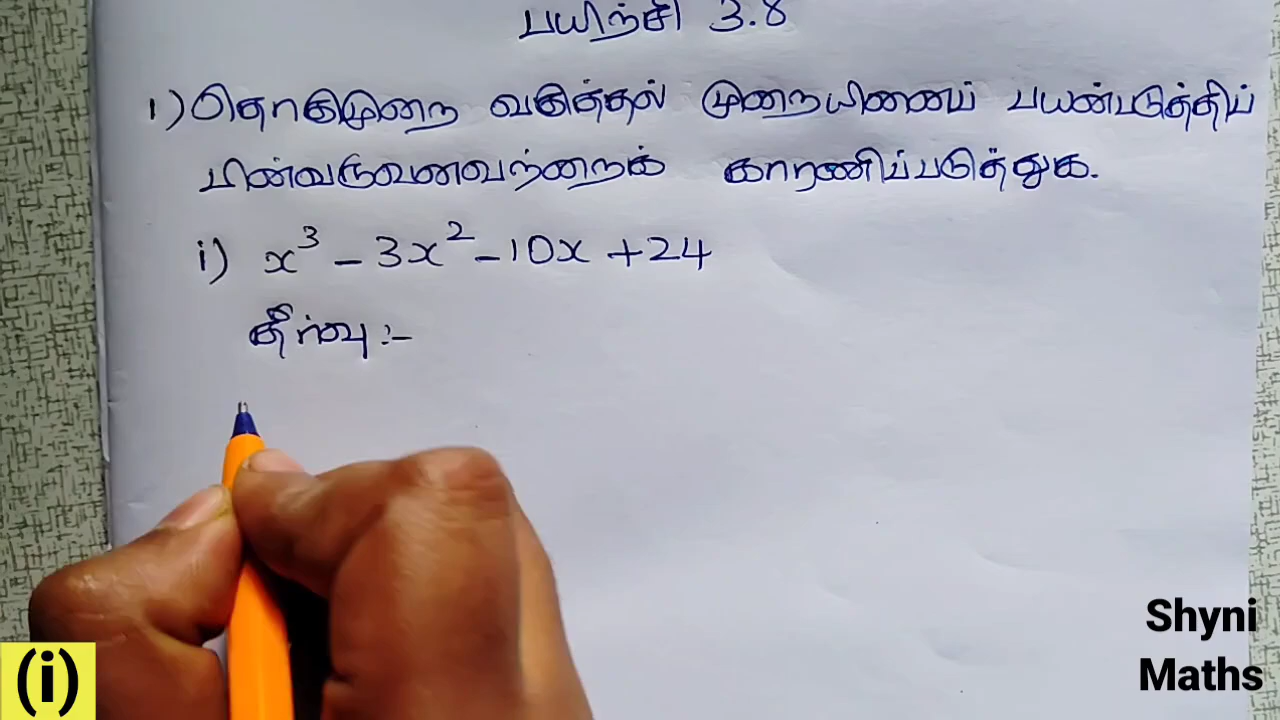 பயிற்சி 3.8
1) தொகுமுறை வகுத்தல் முறையினைப் பயன்படுத்திப்
பின்வருவனவற்றைக் காரணிப்படுத்துக.
i) x³ - 3x² - 10x + 24
தீர்வு :-
(i)
Shyni
Maths